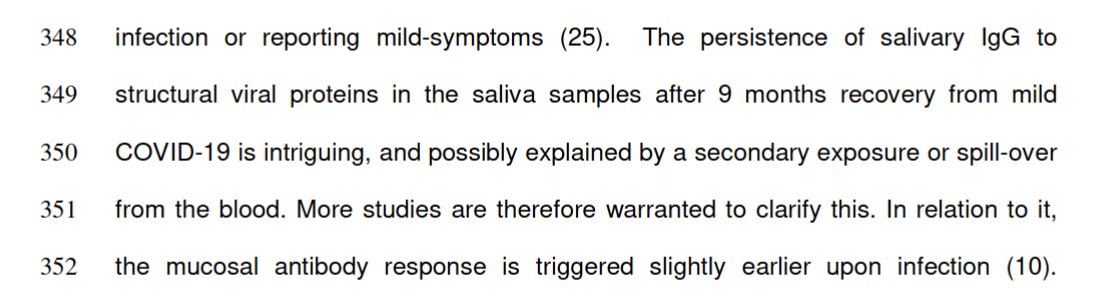 348 infection or reporting mild-symptoms (25). The persistence of salivary IgG to
349 structural viral proteins in the saliva samples after 9 months recovery from mild
350 COVID-19 is intriguing, and possibly explained by a secondary exposure or spill-over
351 from the blood. More studies are therefore warranted to clarify this. In relation to it,
352 the mucosal antibody response is triggered slightly earlier upon infection (10).